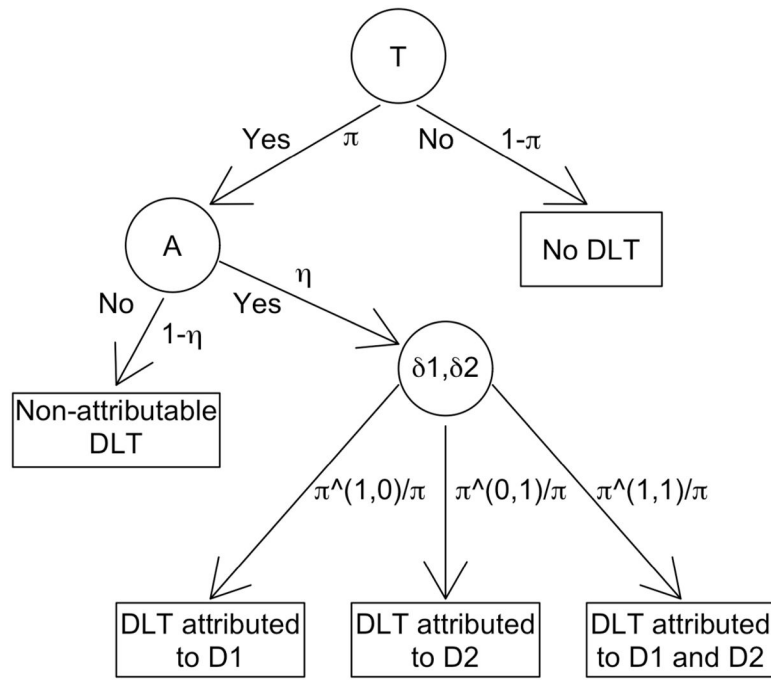 T
Yes π No 1-π
A
No DLT
η
No Yes
1-η
δ1,δ2
Non-attributable
DLT
π^(1,0)/π π^(0,1)/π π^(1,1)/π
DLT attributed
to D1
DLT attributed
to D2
DLT attributed
to D1 and D2